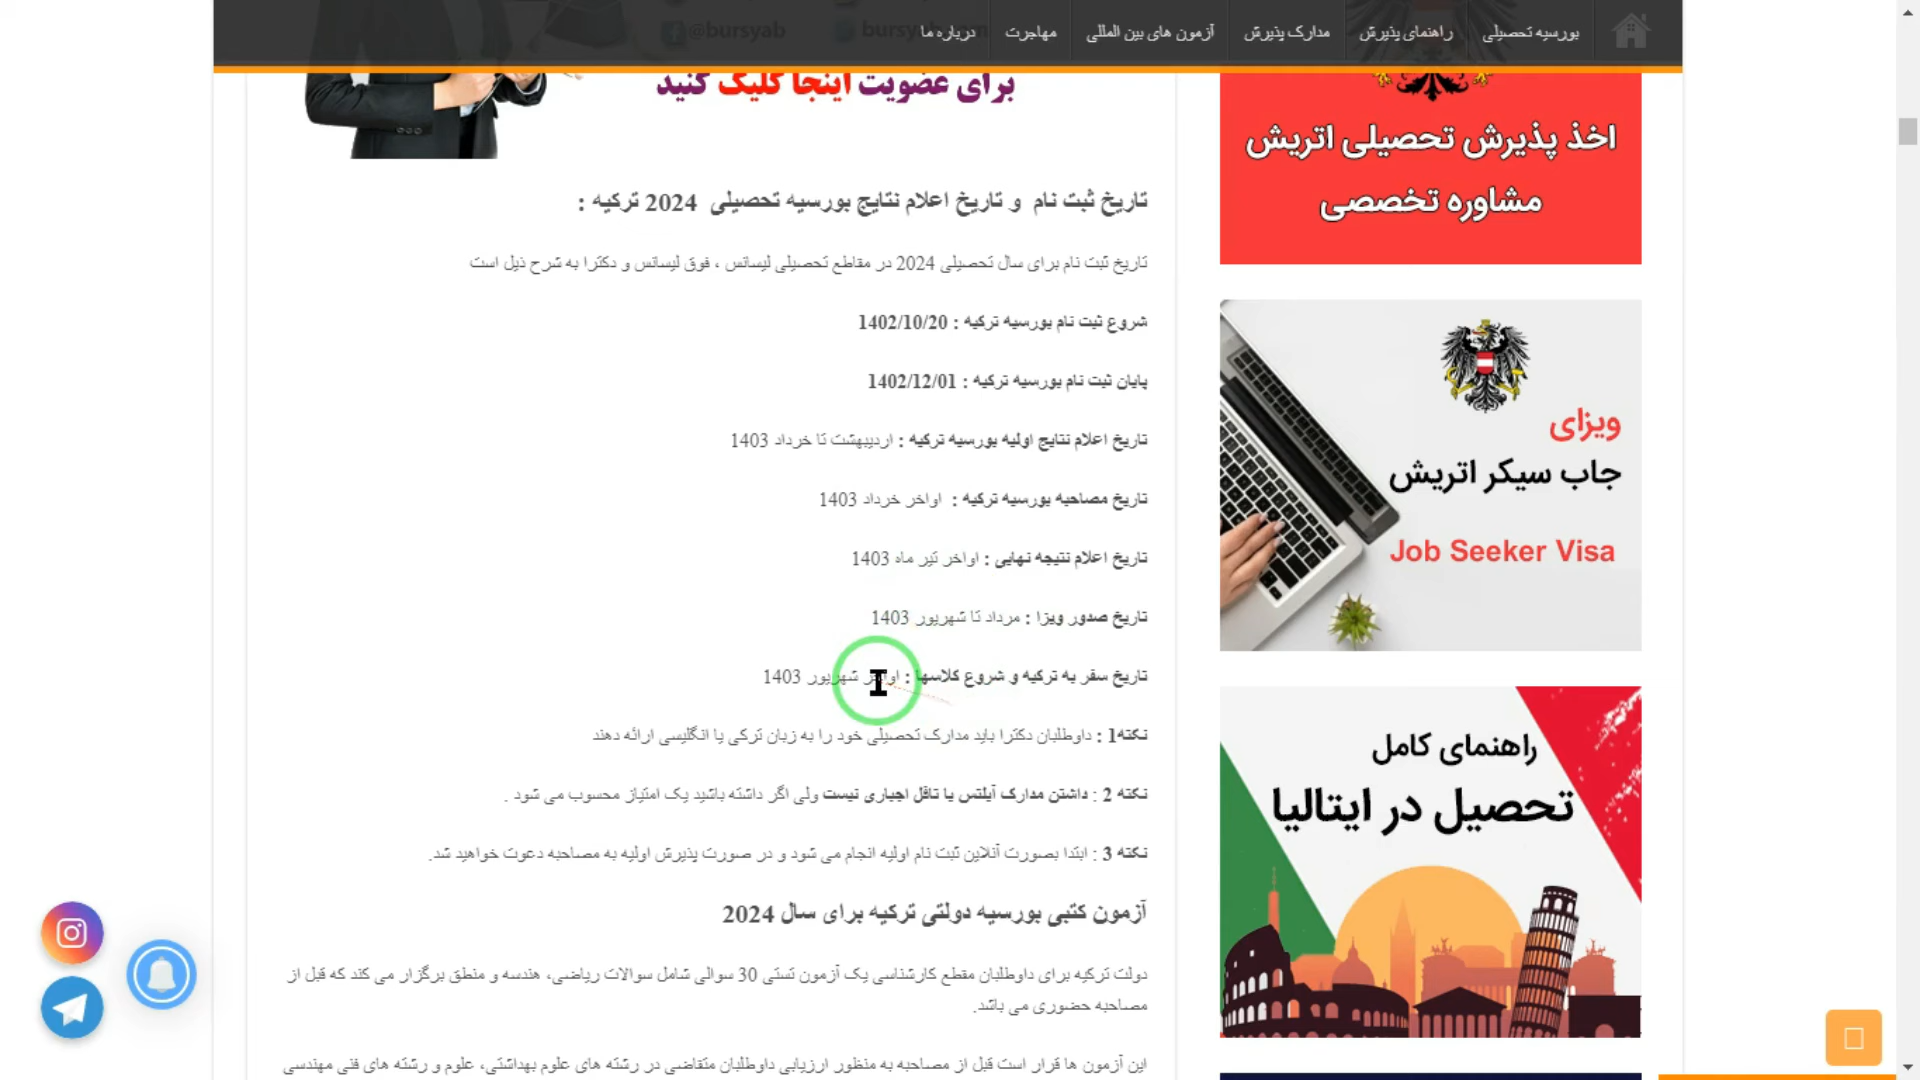 بورسیه تحصیلی
راهنمای پذیرش
مدارک پذیرش
آزمون های بین المللی
مهاجرت
درباره ما
@bursyab
برای عضویت اینجا کلیک کنید
تاریخ ثبت نام و تاریخ اعلام نتایج بورسیه تحصیلی 2024 ترکیه :
تاریخ ثبت نام برای سال تحصیلی 2024 در مقاطع تحصیلی لیسانس ، فوق لیسانس و دکترا به شرح ذیل است
شروع ثبت نام بورسیه ترکیه : 1402/10/20
پایان ثبت نام بورسیه ترکیه : 1402/12/01
تاریخ اعلام نتایج اولیه بورسیه ترکیه : اردیبهشت تا خرداد 1403
تاریخ مصاحبه بورسیه ترکیه : اواخر خرداد 1403
تاریخ اعلام نتیجه نهایی : اواخر تیر ماه 1403
تاریخ صدور ویزا : مرداد تا شهریور 1403
تاریخ سفر به ترکیه و شروع کلاسها : اواخر شهریور 1403
نکته1 : داوطلبان دکترا باید مدارک تحصیلی خود را به زبان ترکی یا انگلیسی ارائه دهند
نکته 2 : داشتن مدارک آیلتس یا تافل اجباری نیست ولی اگر داشته باشید یک امتیاز محسوب می شود .
نکته 3 : ابتدا بصورت آنلاین ثبت نام اولیه انجام می شود و در صورت پذیرش اولیه به مصاحبه دعوت خواهید شد.
آزمون کتبی بورسیه دولتی ترکیه برای سال 2024
دولت ترکیه برای داوطلبان مقطع کارشناسی یک آزمون تستی 30 سوالی شامل سوالات ریاضی، هندسه و منطق برگزار می کند که قبل از
مصاحبه حضوری می باشد.
این آزمون ها قرار است قبل از مصاحبه به منظور ارزیابی داوطلبان متقاضی در رشته های علوم بهداشتی، علوم و رشته های فنی مهندسی
اخذ پذیرش تحصیلی اتریش
مشاوره تخصصی
ویزای
جاب سیکر اتریش
Job Seeker Visa
راهنمای کامل
تحصیل در ایتالیا